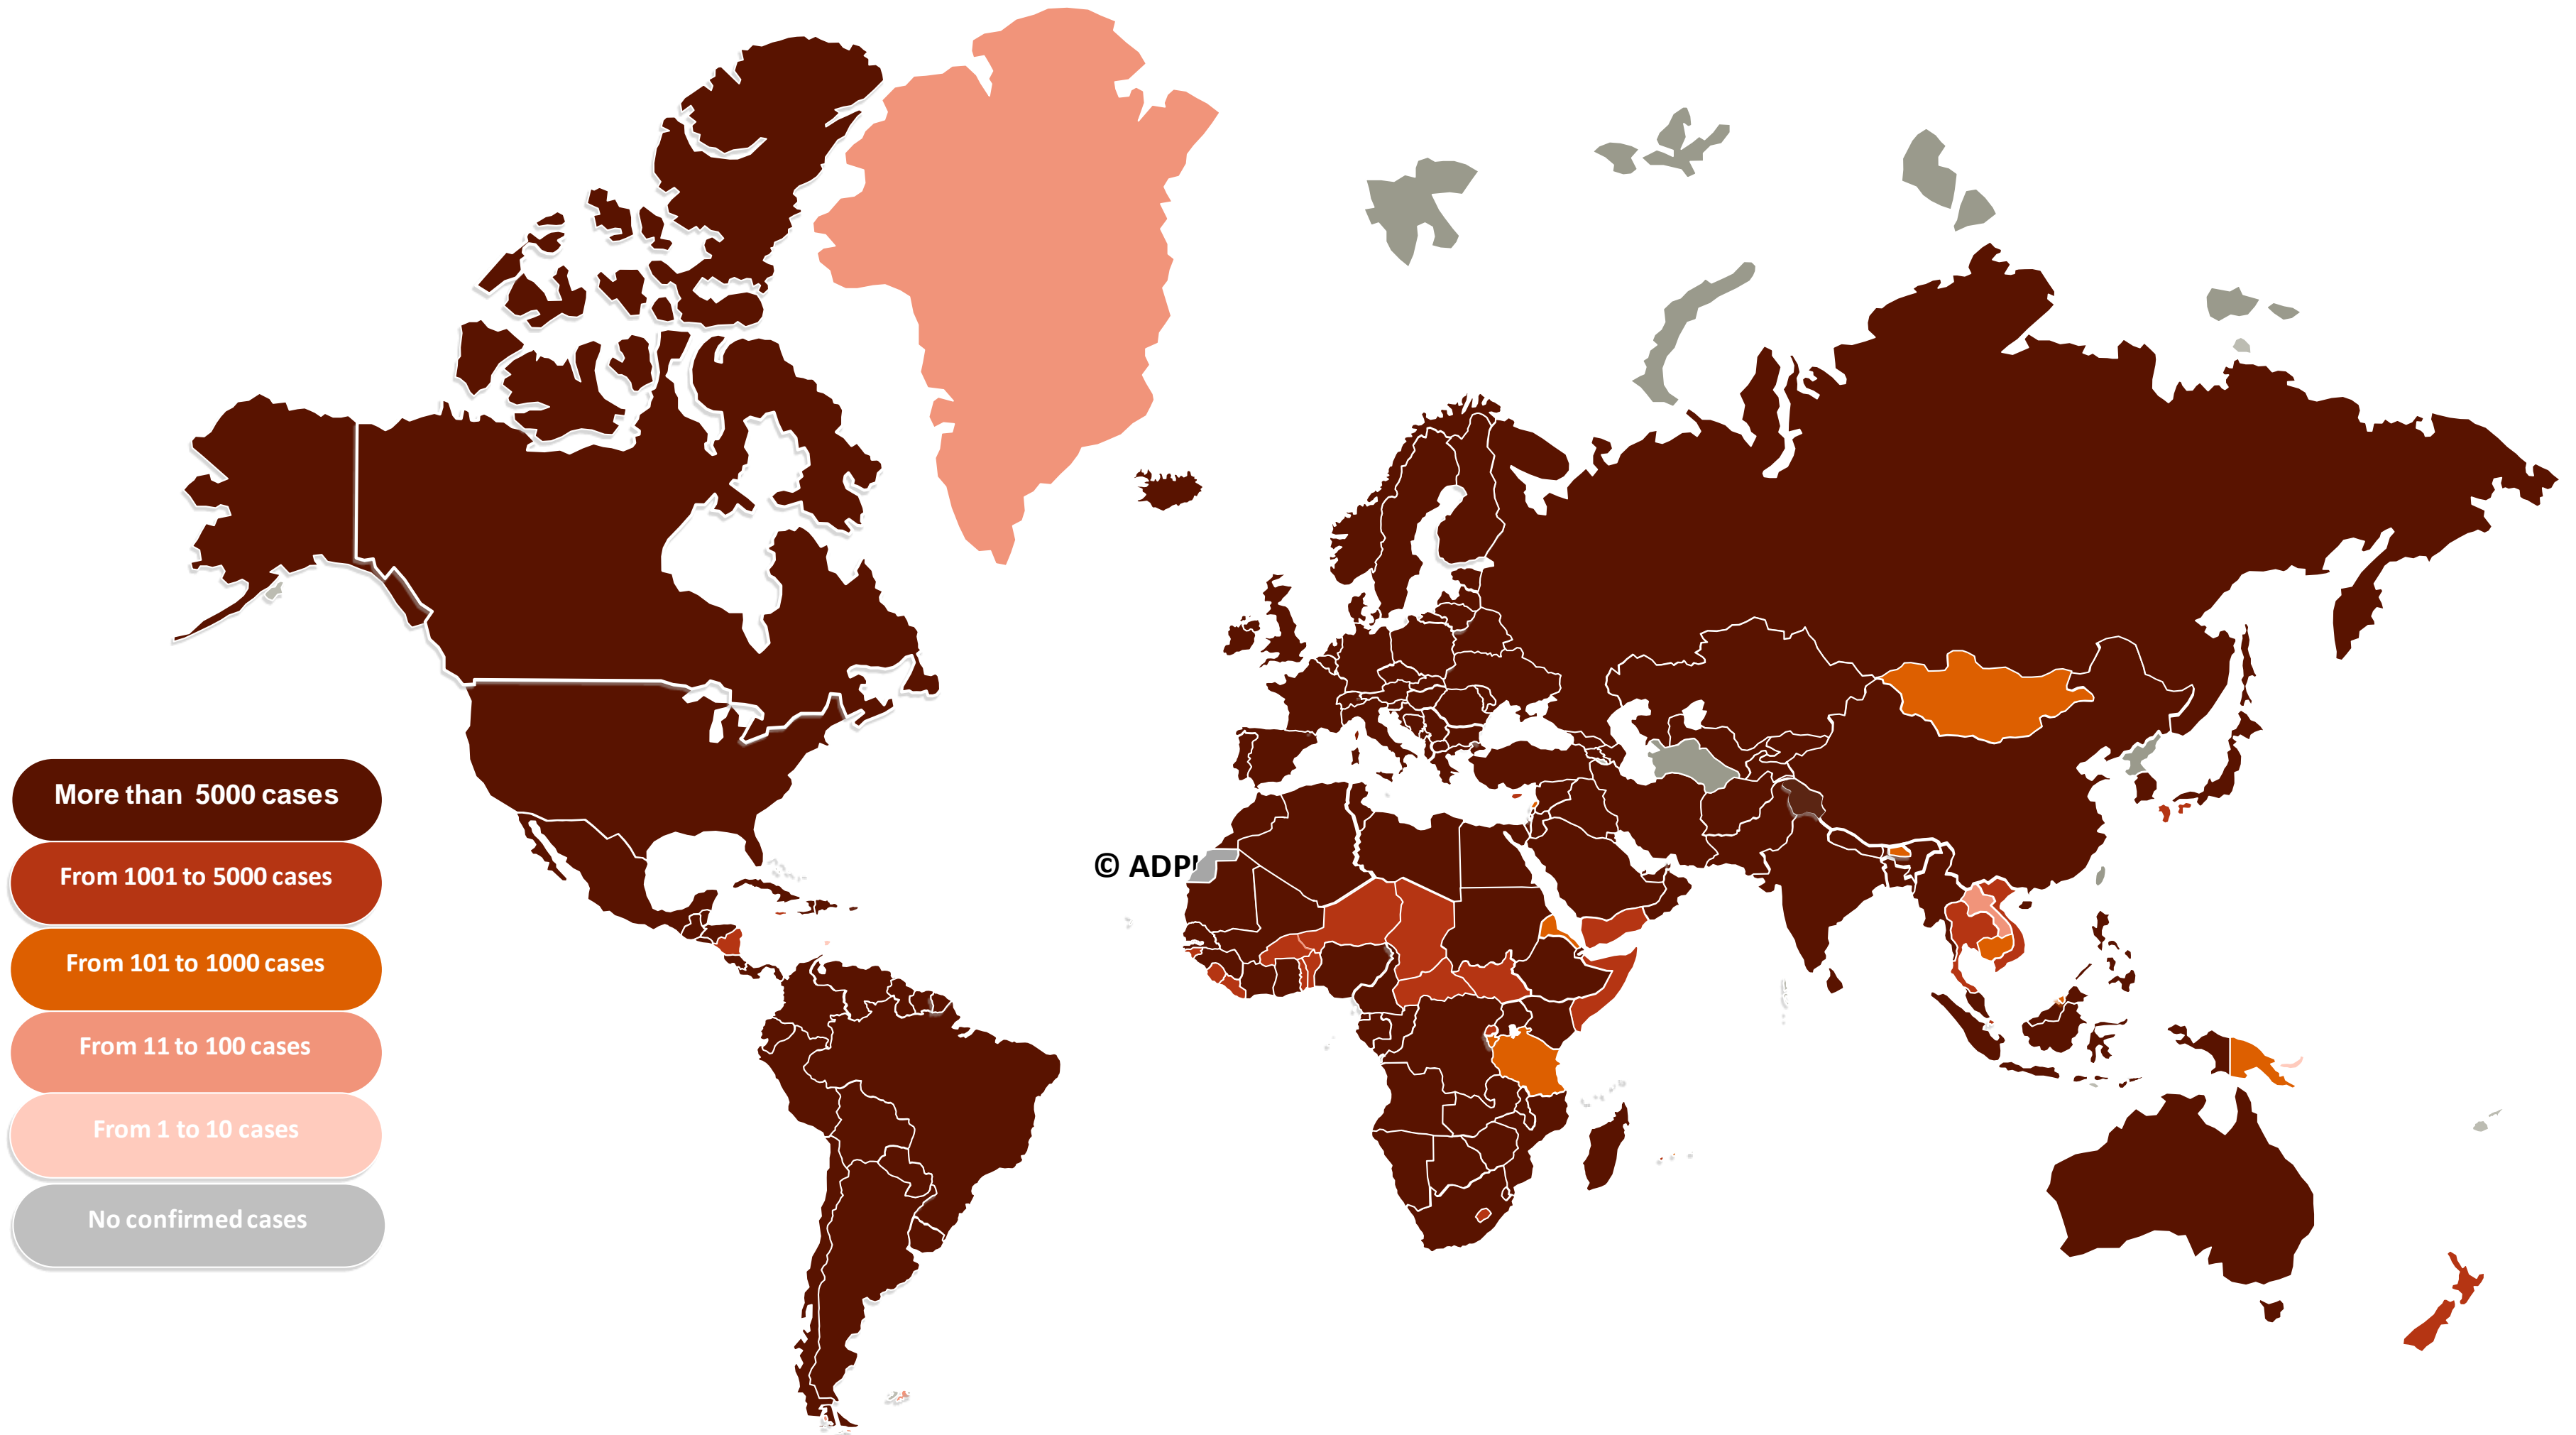 More than 5000 cases
From 1001 to 5000 cases
From 101 to 1000 cases
From 11 to 100 cases
From 1 to 10 cases
No confirmed cases
© ADPI